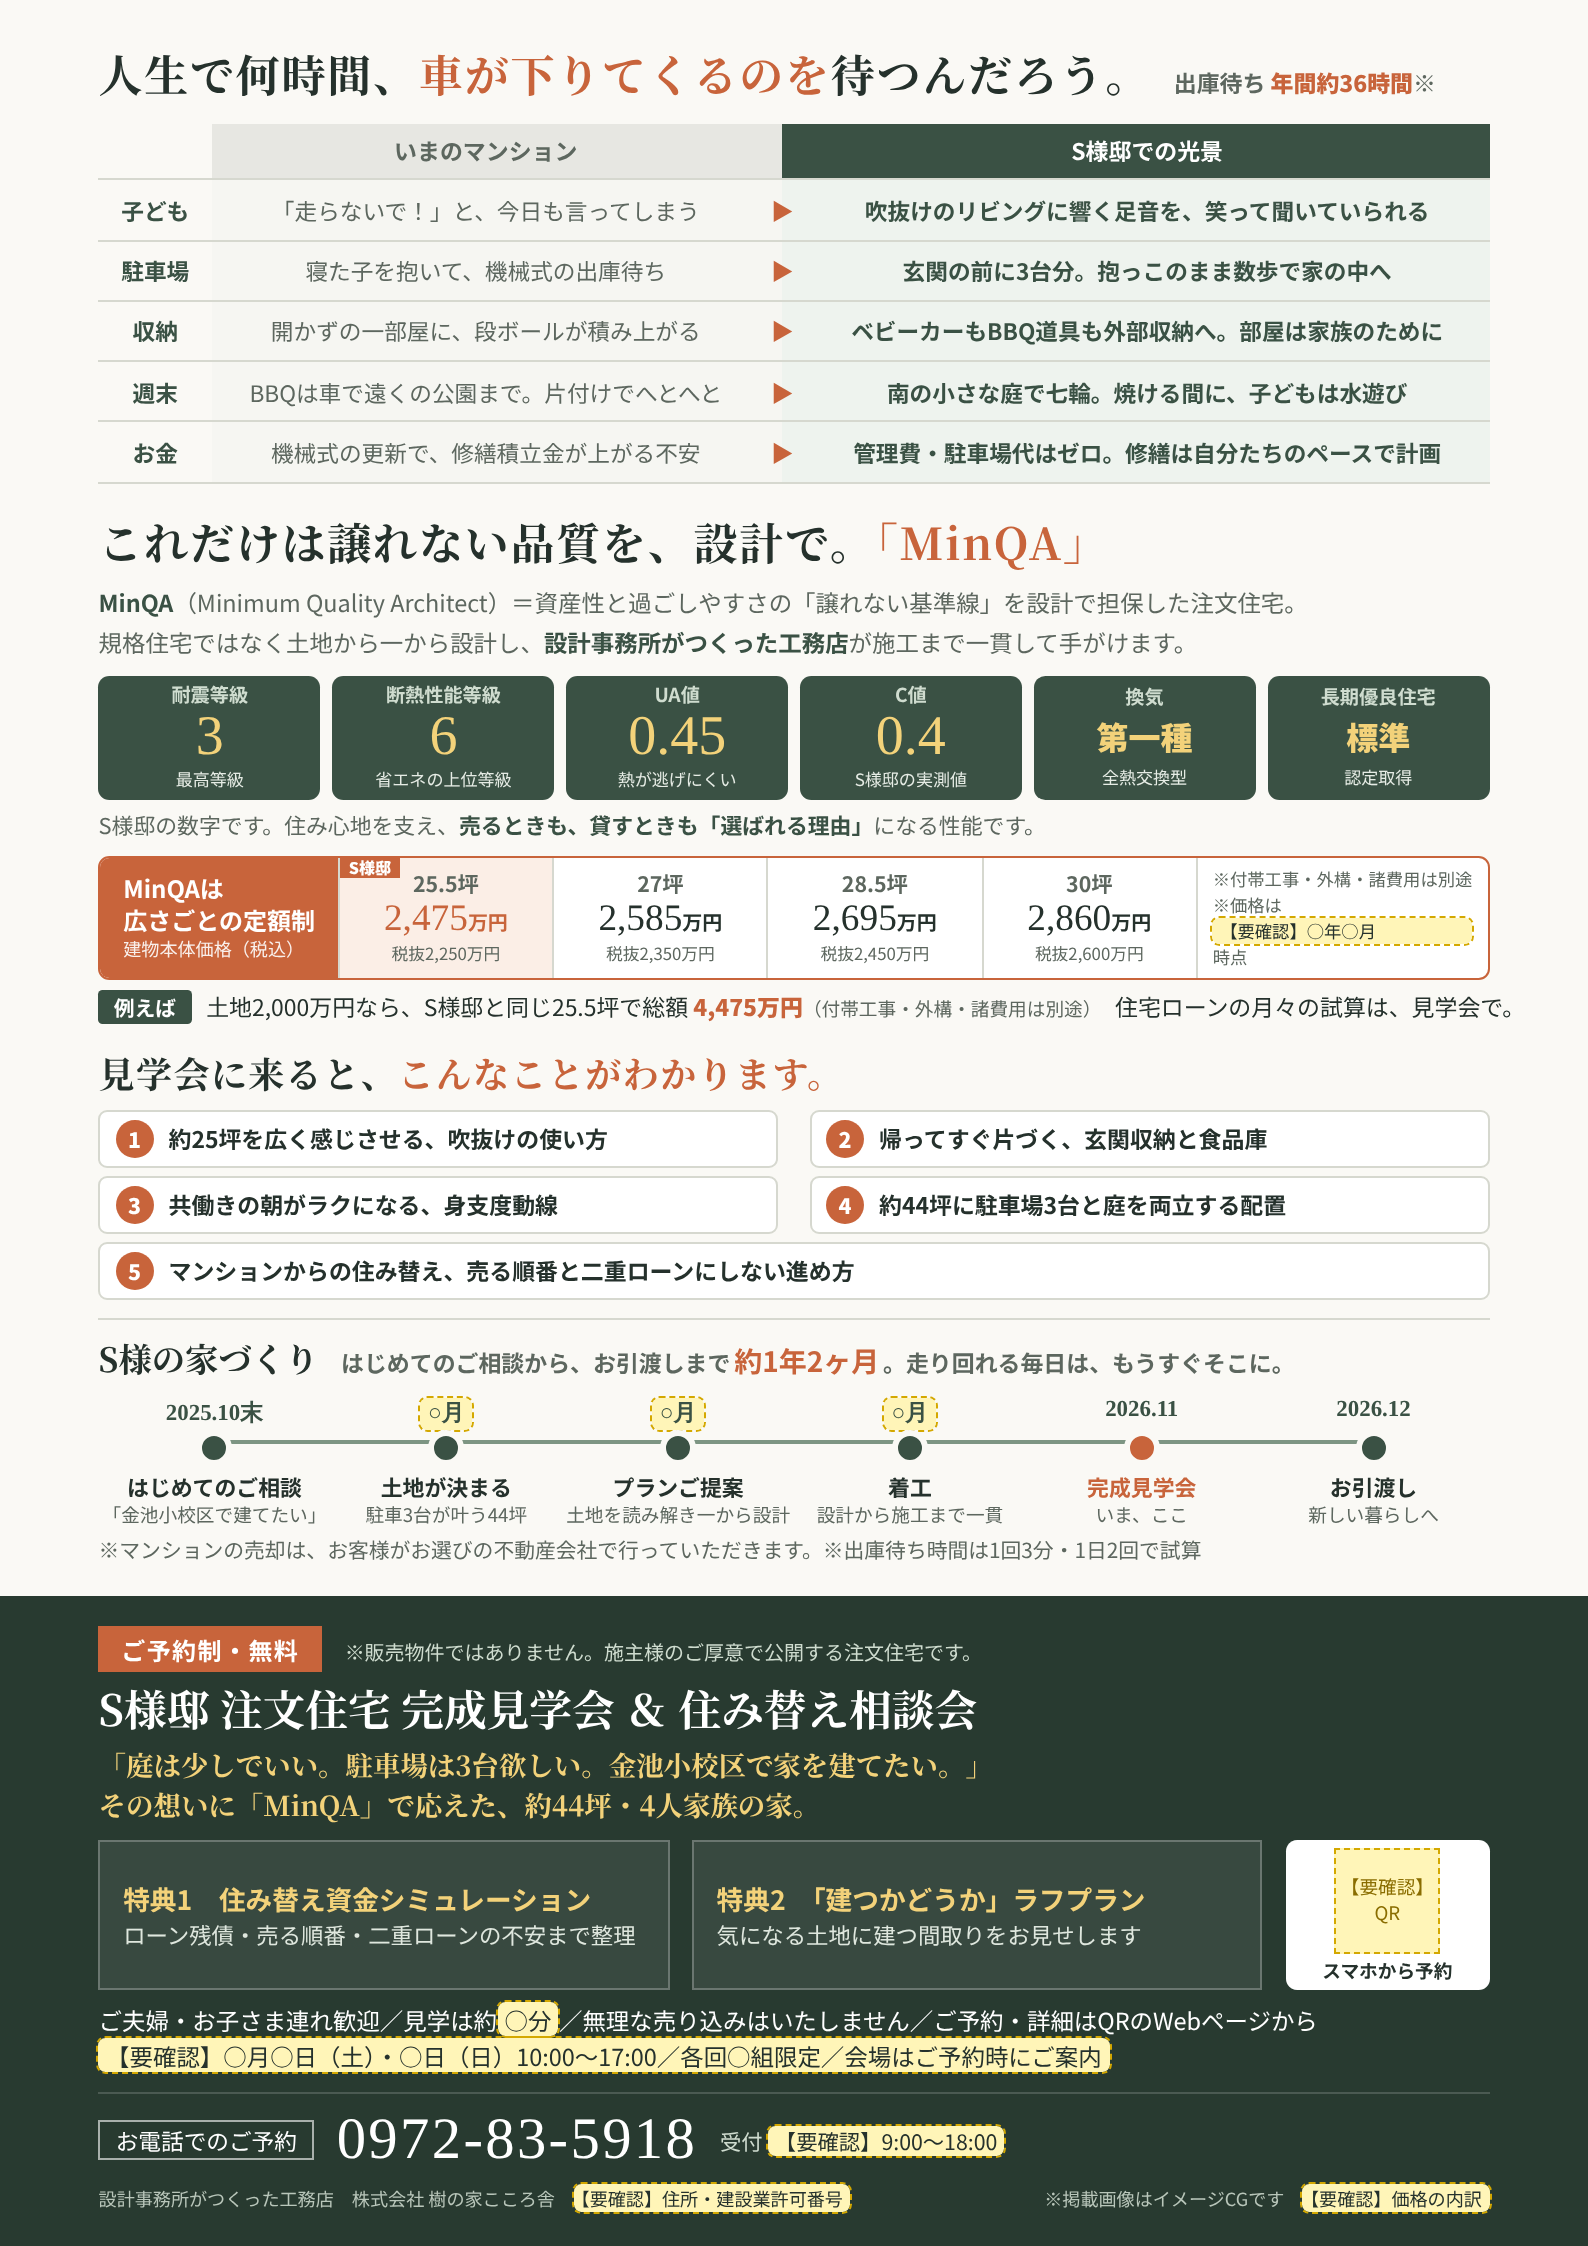 人生で何時間、車が下りてくるのを待つんだろう。 出庫待ち 年間約36時間※
いまのマンション S様邸での光景
子ども 「走らないで！」と、今日も言ってしまう ▶ 吹抜けのリビングに響く足音を、笑って聞いていられる
駐車場 寝た子を抱いて、機械式の出庫待ち ▶ 玄関の前に3台分。抱っこのまま数歩で家の中へ
収納 開かずの一部屋に、段ボールが積み上がる ▶ ベビーカーもBBQ道具も外部収納へ。部屋は家族のために
週末 BBQは車で遠くの公園まで。片付けでへとへと ▶ 南の小さな庭で七輪。焼ける間に、子どもは水遊び
お金 機械式の更新で、修繕積立金が上がる不安 ▶ 管理費・駐車場代はゼロ。修繕は自分たちのペースで計画
これだけは譲れない品質を、設計で。「MinQA」
MinQA（Minimum Quality Architect）＝資産性と過ごしやすさの「譲れない基準線」を設計で担保した注文住宅。
規格住宅ではなく土地から一から設計し、設計事務所がつくった工務店が施工まで一貫して手がけます。
耐震等級 断熱性能等級 UA値 C値 換気 長期優良住宅
3 6 0.45 0.4 第一種 標準
最高等級 省エネの上位等級 熱が逃げにくい S様邸の実測値 全熱交換型 認定取得
S様邸の数字です。住み心地を支え、売るときも、貸すときも「選ばれる理由」になる性能です。
MinQAは
広さごとの定額制
建物本体価格（税込）
S様邸
25.5坪
2,475万円
税抜2,250万円
27坪
2,585万円
税抜2,350万円
28.5坪
2,695万円
税抜2,450万円
30坪
2,860万円
税抜2,600万円
※付帯工事・外構・諸費用は別途
※価格は
【要確認】○年○月
時点
例えば 土地2,000万円なら、S様邸と同じ25.5坪で総額 4,475万円（付帯工事・外構・諸費用は別途） 住宅ローンの月々の試算は、見学会で。
見学会に来ると、こんなことがわかります。
1 約25坪を広く感じさせる、吹抜けの使い方
2 帰ってすぐ片づく、玄関収納と食品庫
3 共働きの朝がラクになる、身支度動線
4 約44坪に駐車場3台と庭を両立する配置
5 マンションからの住み替え、売る順番と二重ローンにしない進め方
S様の家づくり はじめてのご相談から、お引渡しまで 約1年2ヶ月。走り回れる毎日は、もうすぐそこに。
2025.10末 ○月 ○月 ○月 2026.11 2026.12
はじめてのご相談 土地が決まる プランご提案 着工 完成見学会 お引渡し
「金池小校区で建てたい」 駐車3台が叶う44坪 土地を読み解き一から設計 設計から施工まで一貫 いま、ここ 新しい暮らしへ
※マンションの売却は、お客様がお選びの不動産会社で行っていただきます。※出庫待ち時間は1回3分・1日2回で試算
ご予約制・無料 ※販売物件ではありません。施主様のご厚意で公開する注文住宅です。
S様邸 注文住宅 完成見学会 ＆ 住み替え相談会
「庭は少しでいい。駐車場は3台欲しい。金池小校区で家を建てたい。」
その想いに「MinQA」で応えた、約44坪・4人家族の家。
特典1 住み替え資金シミュレーション
ローン残債・売る順番・二重ローンの不安まで整理
特典2 「建つかどうか」ラフプラン
気になる土地に建つ間取りをお見せします
【要確認】
QR
スマホから予約
ご夫婦・お子さま連れ歓迎／見学は約○分／無理な売り込みはいたしません／ご予約・詳細はQRのWebページから
【要確認】○月○日（土）・○日（日）10:00〜17:00／各回○組限定／会場はご予約時にご案内
お電話でのご予約 0972-83-5918 受付【要確認】9:00〜18:00
設計事務所がつくった工務店 株式会社 樹の家こころ舎 【要確認】住所・建設業許可番号 ※掲載画像はイメージCGです 【要確認】価格の内訳